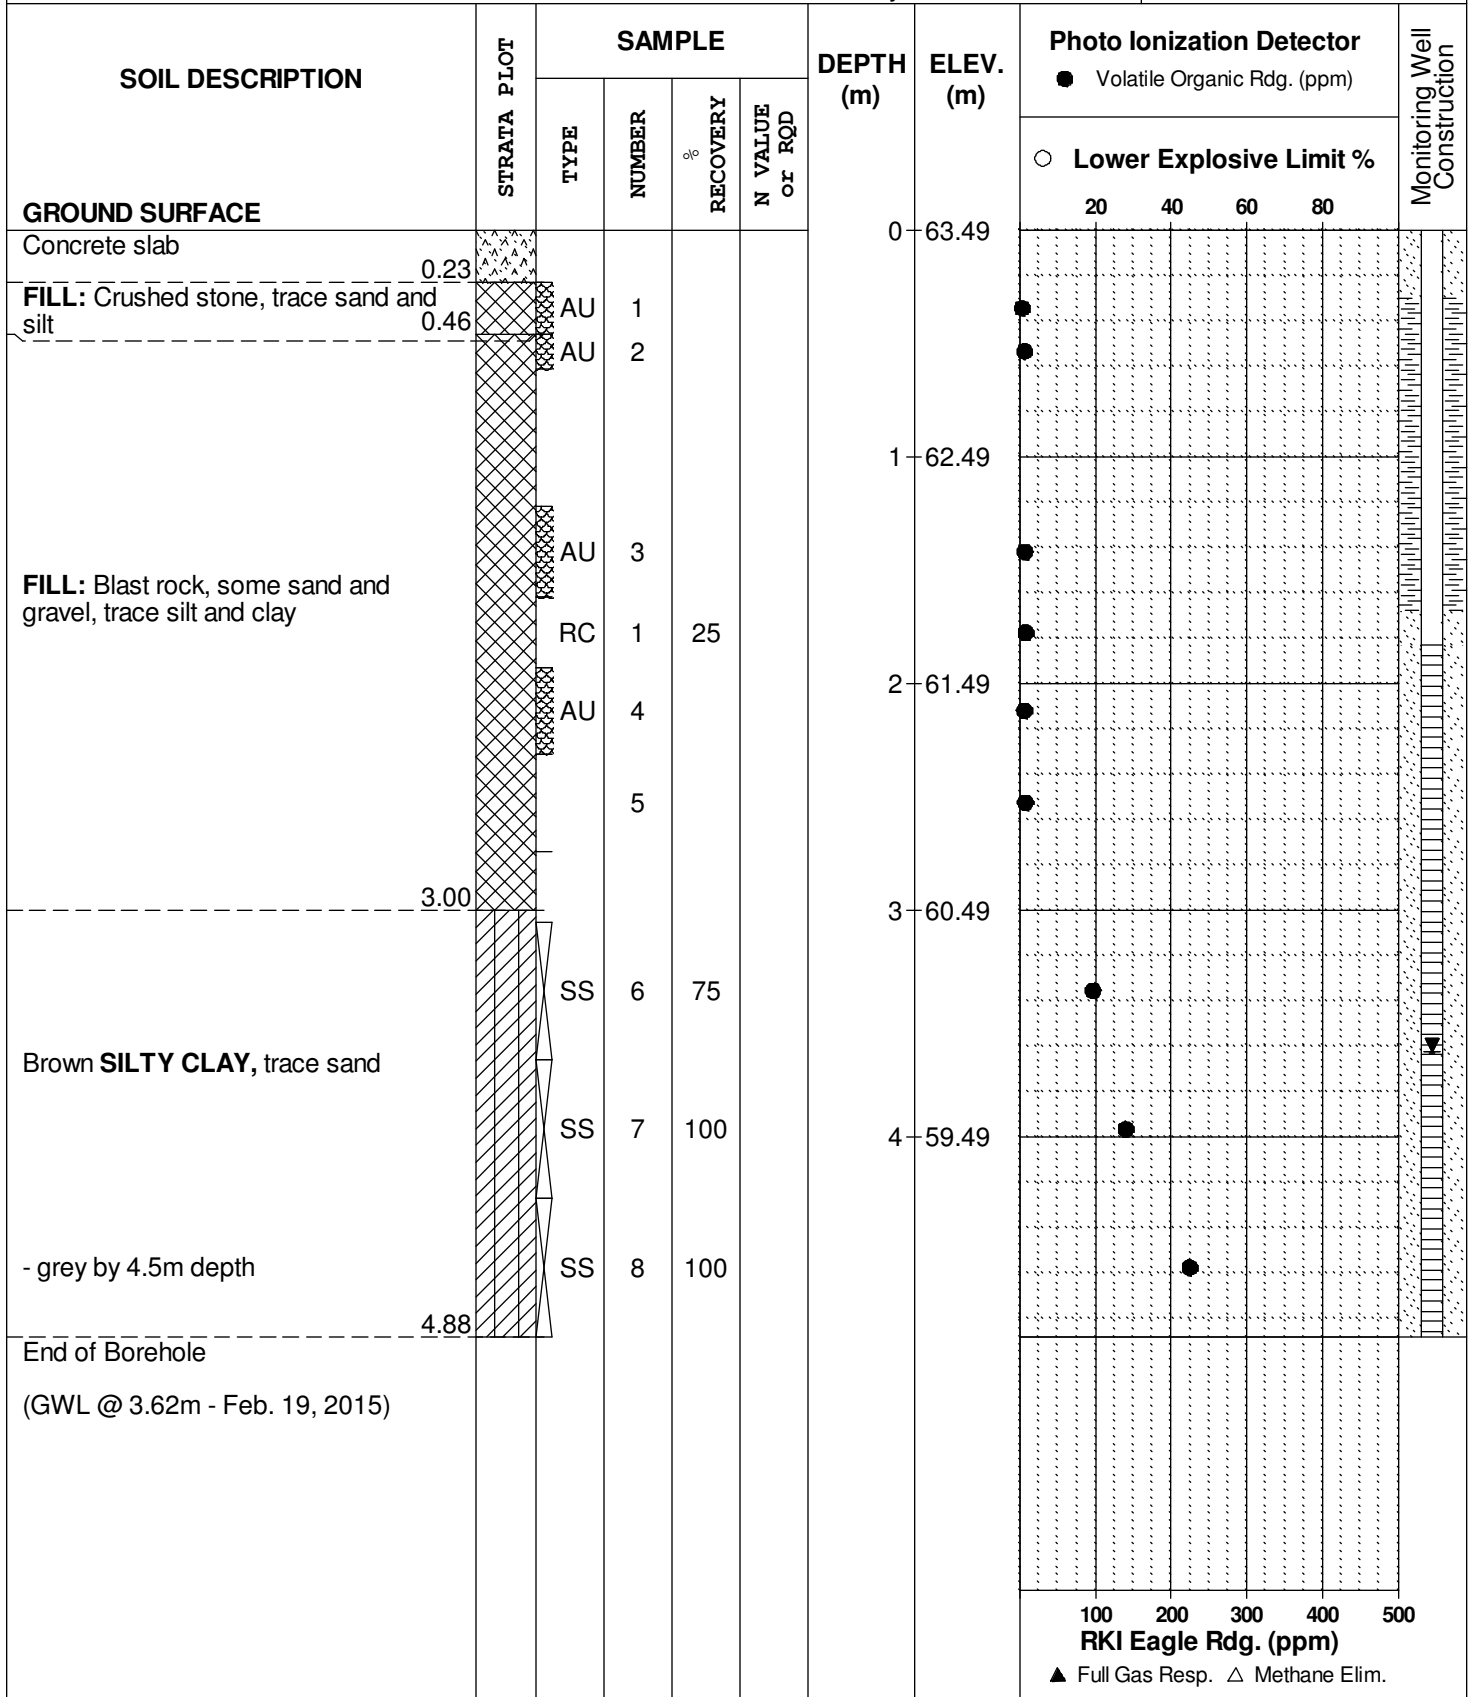 SOIL DESCRIPTION
GROUND SURFACE
STRATA PLOT
SAMPLE
TYPE
NUMBER
%
RECOVERY
N VALUE
or RQD
DEPTH
(m)
ELEV.
(m)
Photo Ionization Detector
● Volatile Organic Rdg. (ppm)
○ Lower Explosive Limit %
20 40 60 80
Monitoring Well
Construction
0 63.49
Concrete slab
0.23
FILL: Crushed stone, trace sand and
silt
0.46
AU 1
AU 2
1 62.49
AU 3
FILL: Blast rock, some sand and
gravel, trace silt and clay
RC 1 25
2 61.49
AU 4
5
3.00
3 60.49
SS 6 75
Brown SILTY CLAY, trace sand
SS 7 100
4 59.49
- grey by 4.5m depth
SS 8 100
4.88
End of Borehole
(GWL @ 3.62m - Feb. 19, 2015)
100 200 300 400 500
RKI Eagle Rdg. (ppm)
▲ Full Gas Resp. △ Methane Elim.